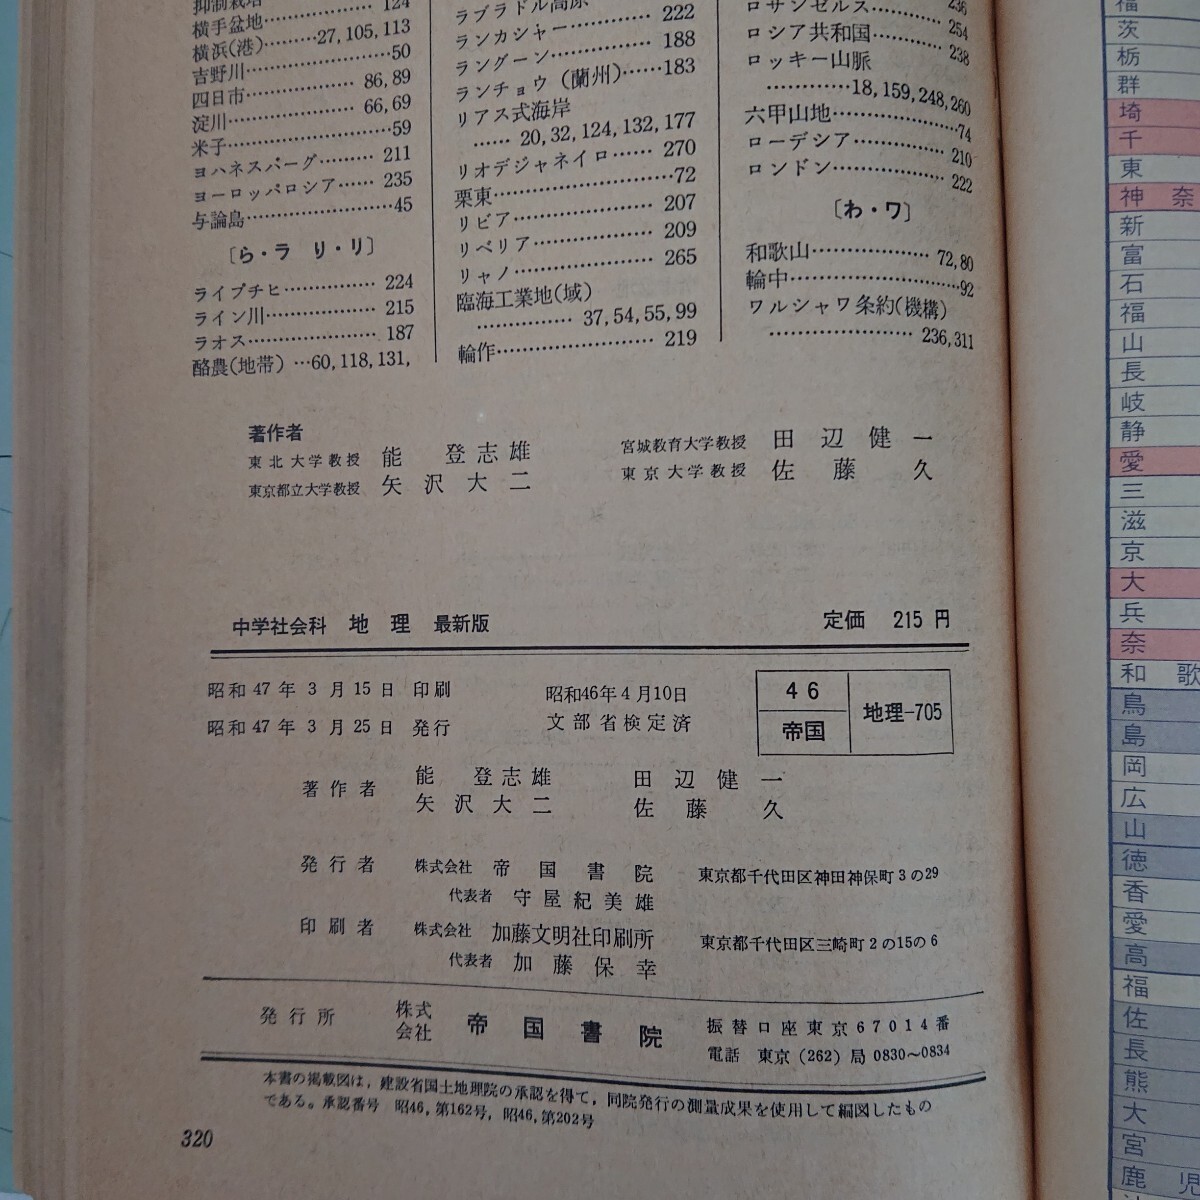 抑制栽培
横手盆地………………124
横浜(港)………27,105,113
吉野川……………………50
四日市……………… 86,89
淀川………………… 66,69
米子………………………59
ヨハネスバーグ……… 211
ヨーロッパロシア…… 235
与論島……………………45
〔ら・ラ り・リ〕
ライプチヒ…………… 224
ライン川……………… 215
ラオス………………… 187
酪農(地帯)…60,118,131,
ラブラドル高原
ランカシャー………… 222
ラングーン…………… 188
ランチョウ(蘭州)……183
リアス式海岸
…… 20,32,124,132,177
リオデジャネイロ…… 270
栗東………………………72
リビア………………… 207
リベリア……………… 209
リャノ………………… 265
臨海工業地(域)
…………… 37,54,55,99
輪作…………………… 219
ロサンゼルス………… 236
254
ロシア共和国………… 238
ロッキー山脈
…………18,159,248,260
六甲山地…………………74
ローデシア…………… 210
ロンドン……………… 222
〔わ・ワ〕
和歌山……………… 72,80
輪中………………………92
ワルシャワ条約(機構)
……………… 236,311
著作者
東北大学教授 能登志雄
宮城教育大学教授 田辺健一
東京都立大学教授 矢沢大二
東京大学教授 佐藤久
中学社会科 地理 最新版 定価 215円
昭和47年3月15日 印刷
昭和47年3月25日 発行
昭和46年4月10日
文部省検定済
46
帝国
地理-705
著作者 能登志雄 田辺健一
矢沢大二 佐藤久
発行者 株式会社 帝国書院 東京都千代田区神田神保町3の29
代表者 守屋紀美雄
印刷者 株式会社 加藤文明社印刷所 東京都千代田区三崎町2の15の6
代表者 加藤保幸
発行所 株式会社 帝国書院
振替口座東京67014番
電話 東京(262)局0830〜0834
本書の掲載図は，建設省国土地理院の承認を得て，同院発行の測量成果を使用して編図したもの
である。承認番号 昭46,第162号，昭46,第202号
320
福
茨
栃
群
埼
千
東
神奈
新
富
石
福
山
長
岐
静
愛
三
滋
京
大
兵
奈
和歌
鳥
島
岡
広
山
徳
香
愛
高
福
佐
長
熊
大
宮
鹿児